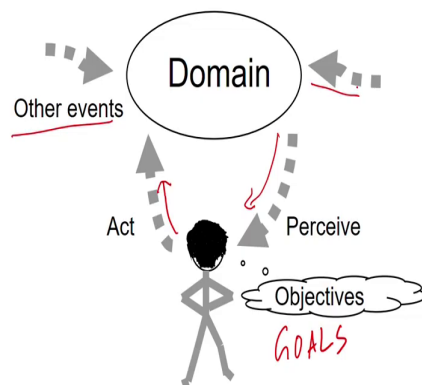 Domain
Other events
Act
Perceive
Objectives
GOALS